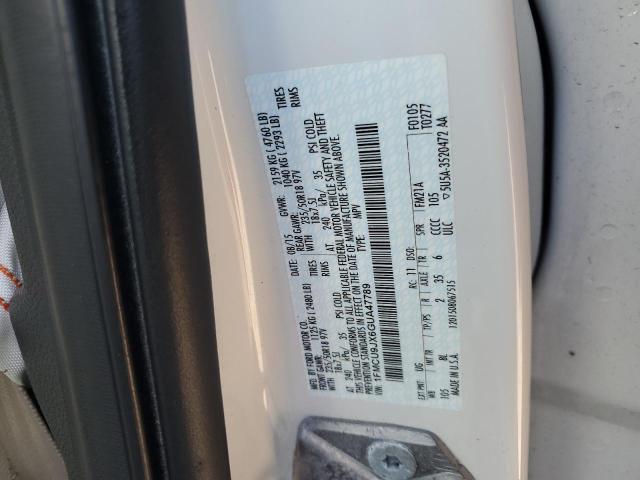 MFD. BY FORD MOTOR CO.
DATE: 08/15 GVWR: 2159 KG ( 4760 LB)
FRONT GAWR: 1125 KG ( 2480 LB) REAR GAWR: 1040 KG ( 2293 LB)
235/50R18 97V TIRES WITH 235/50R18 97V TIRES
18x7.5J RIMS 18x7.5J RIMS
AT 240 kPa/ 35 PSI COLD AT 240 kPa/ 35 PSI COLD
THIS VEHICLE CONFORMS TO ALL APPLICABLE FEDERAL MOTOR VEHICLE SAFETY AND THEFT
PREVENTION STANDARDS IN EFFECT ON THE DATE OF MANUFACTURE SHOWN ABOVE.
VIN: 1FMCU9JX6GUA47789 TYPE: MPV
F0105
T0277
EXT PNT: UG RC: 11 DSO: FM21A
WB INT TR TP/PS R AXLE TR SPR
105 BL 2 35 6 CCCC 105
MADE IN U.S.A. 12015080675I5 UILC ▽5U5A-3520472 AA